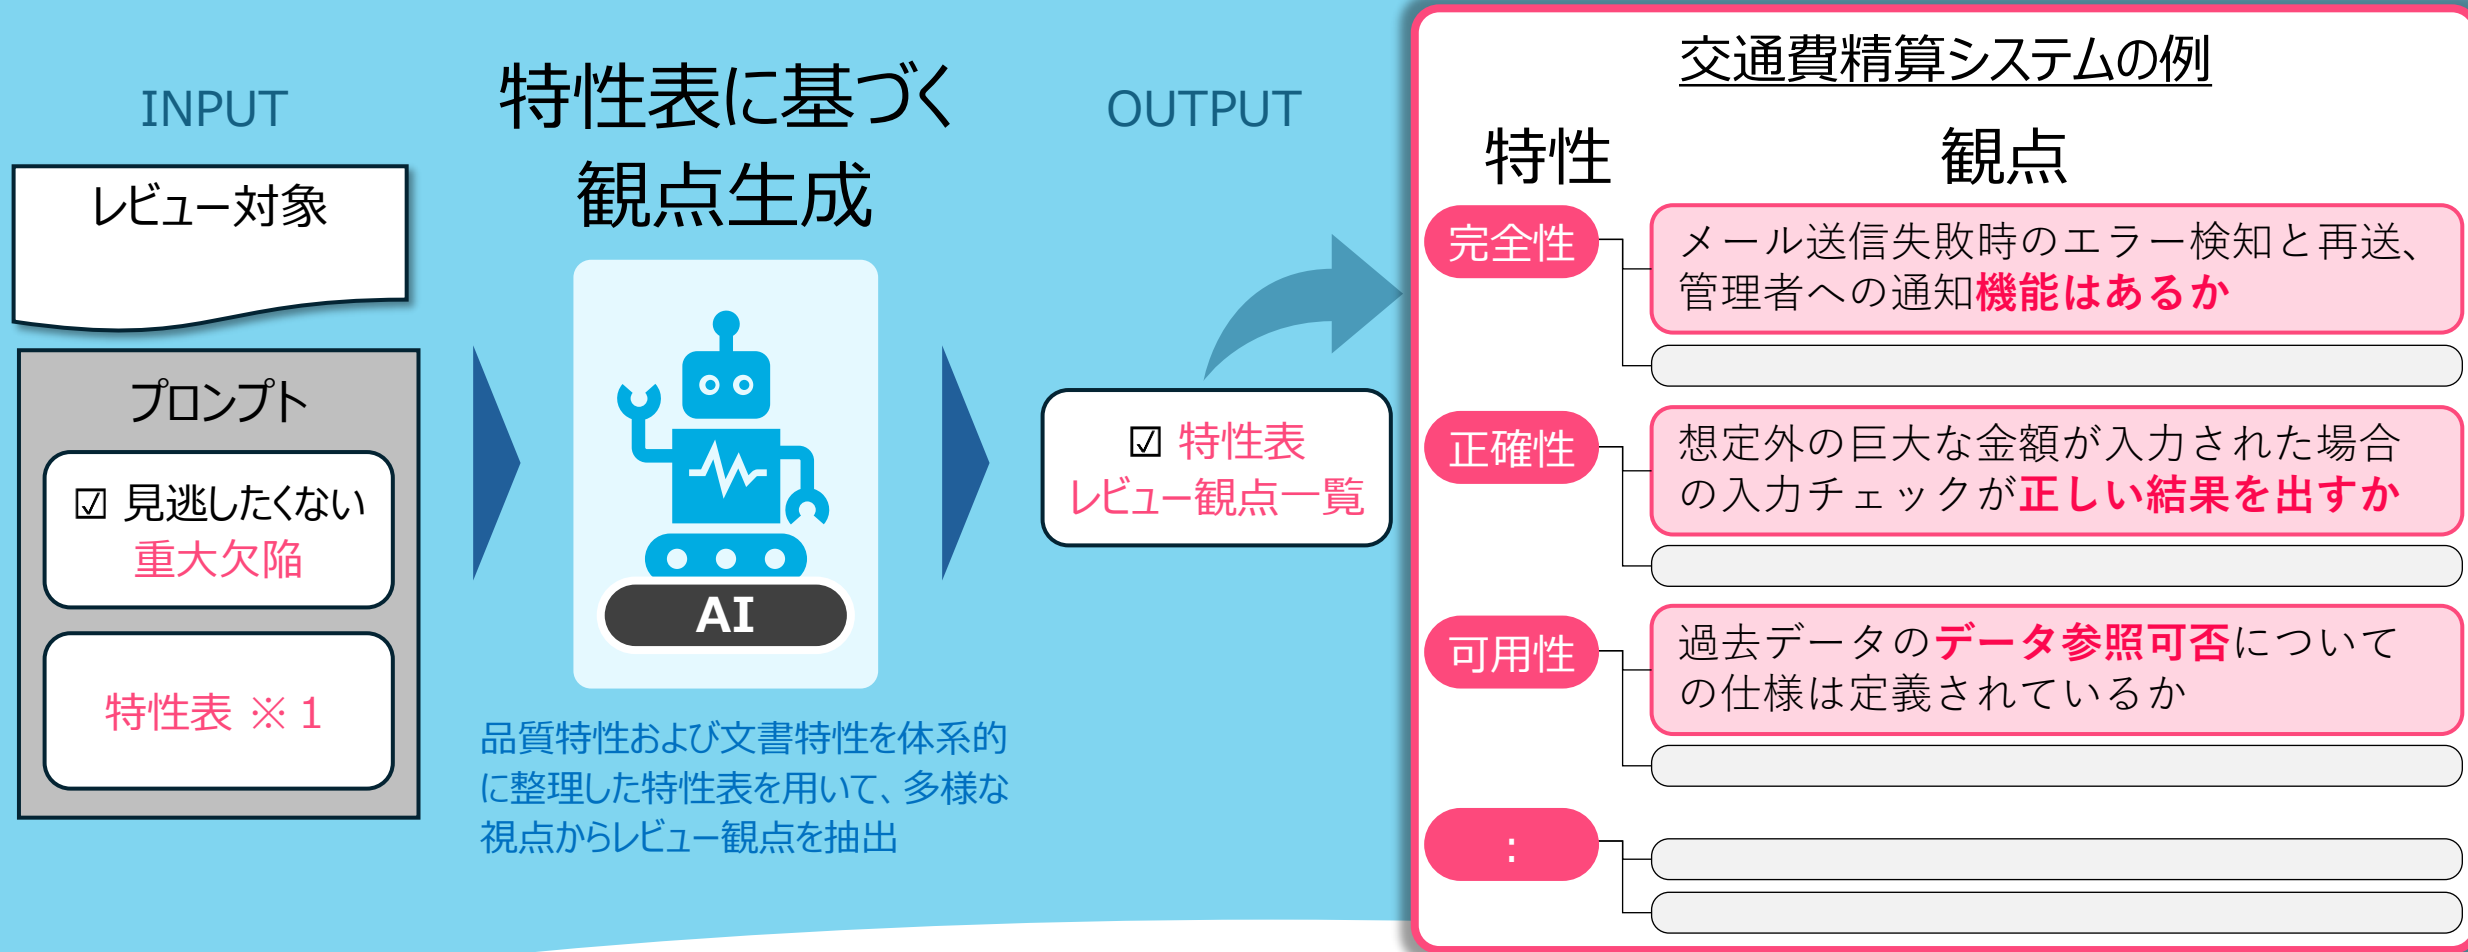 INPUT
レビュー対象
プロンプト
☑ 見逃したくない
重大欠陥
特性表 ※1
特性表に基づく
観点生成
AI
品質特性および文書特性を体系的
に整理した特性表を用いて、多様な
視点からレビュー観点を抽出
OUTPUT
☑ 特性表
レビュー観点一覧
交通費精算システムの例
特性
観点
完全性
メール送信失敗時のエラー検知と再送、
管理者への通知機能はあるか
正確性
想定外の巨大な金額が入力された場合
の入力チェックが正しい結果を出すか
可用性
過去データのデータ参照可否について
の仕様は定義されているか
: